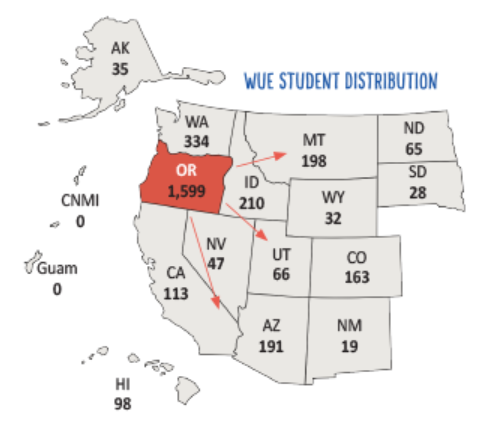 AK
35
WUE STUDENT DISTRIBUTION
WA
334
MT
198
ND
65
OR
1,599
ID
210
SD
28
WY
32
CNMI
0
NV
47
UT
66
CO
163
Guam
0
CA
113
AZ
191
NM
19
HI
98